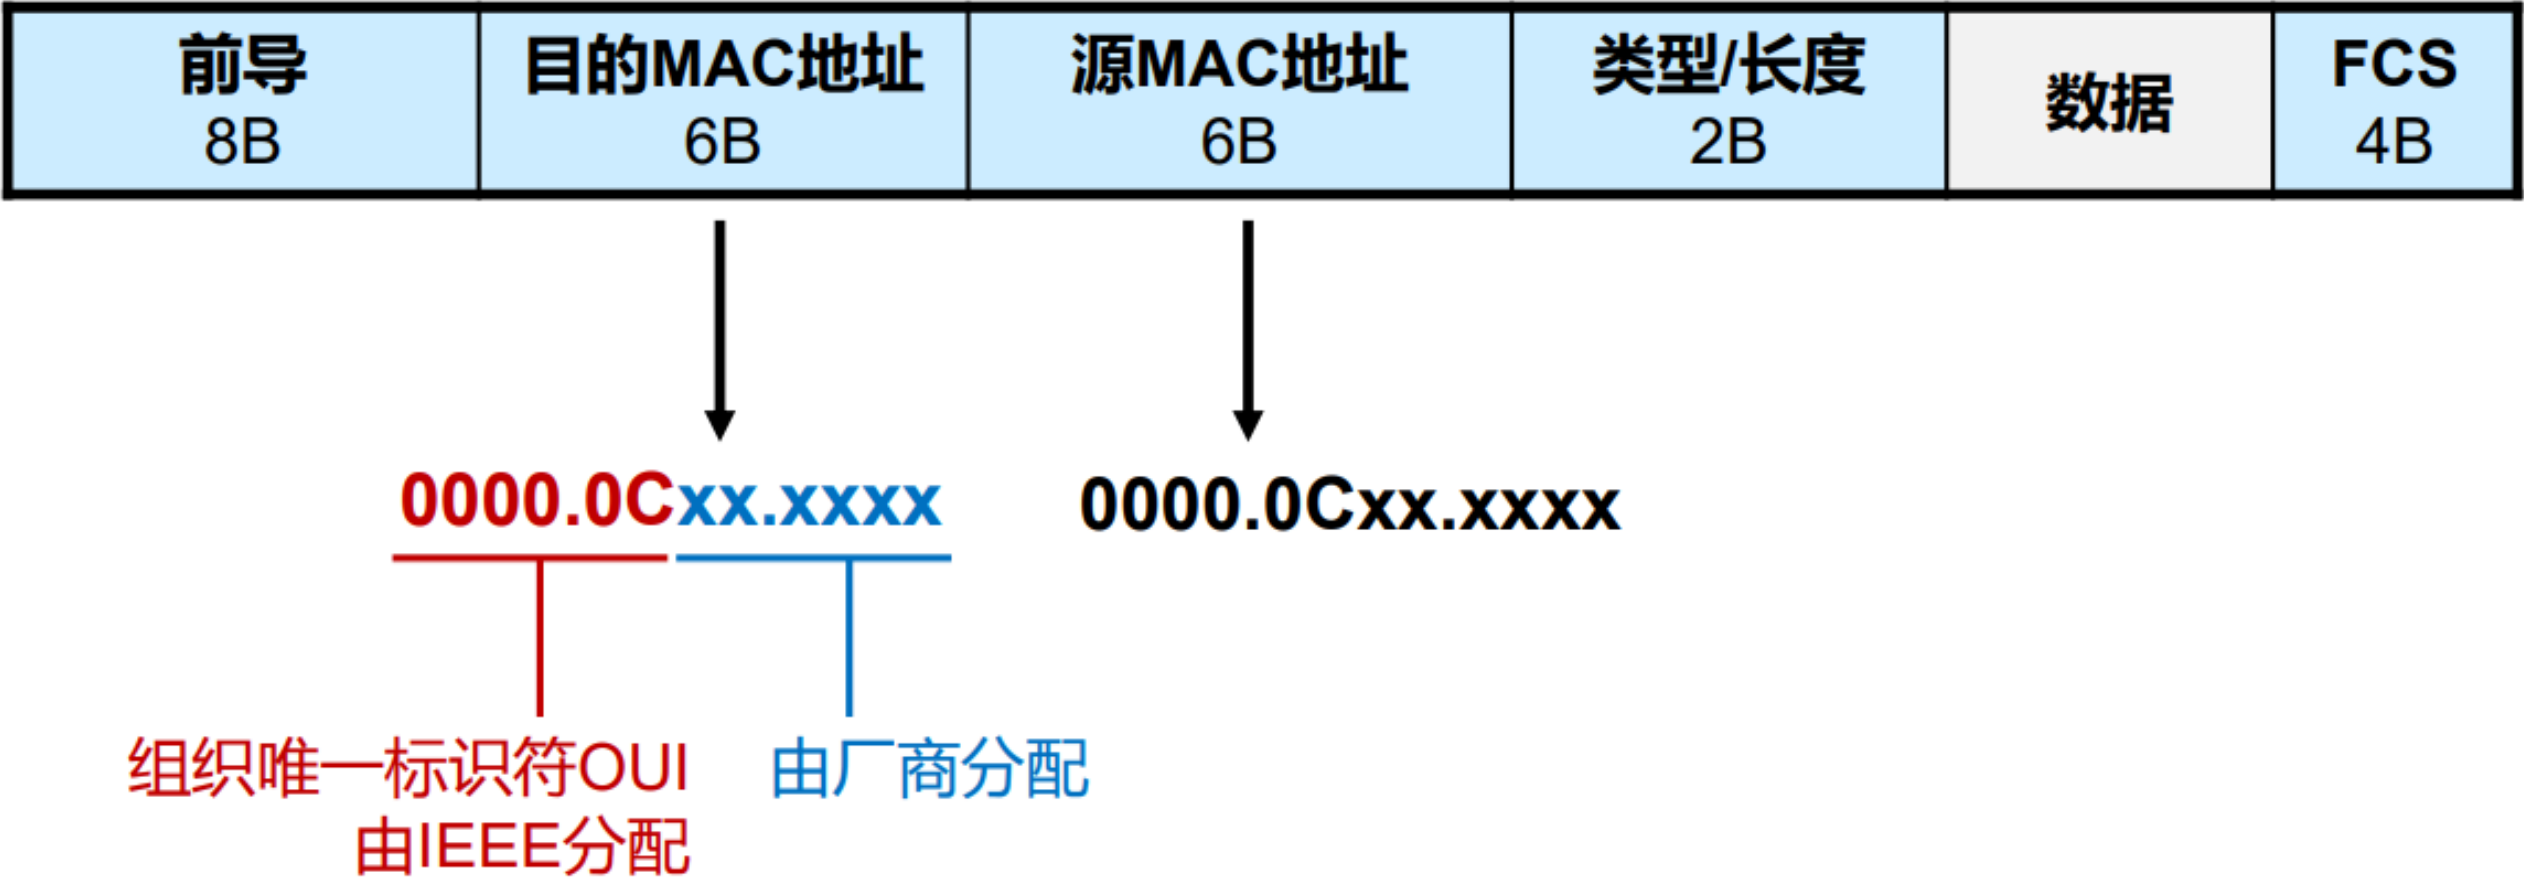 前导
8B
目的MAC地址
6B
源MAC地址
6B
类型/长度
2B
数据
FCS
4B
0000.0Cxx.xxxx
0000.0Cxx.xxxx
组织唯一标识符OUI
由IEEE分配
由厂商分配